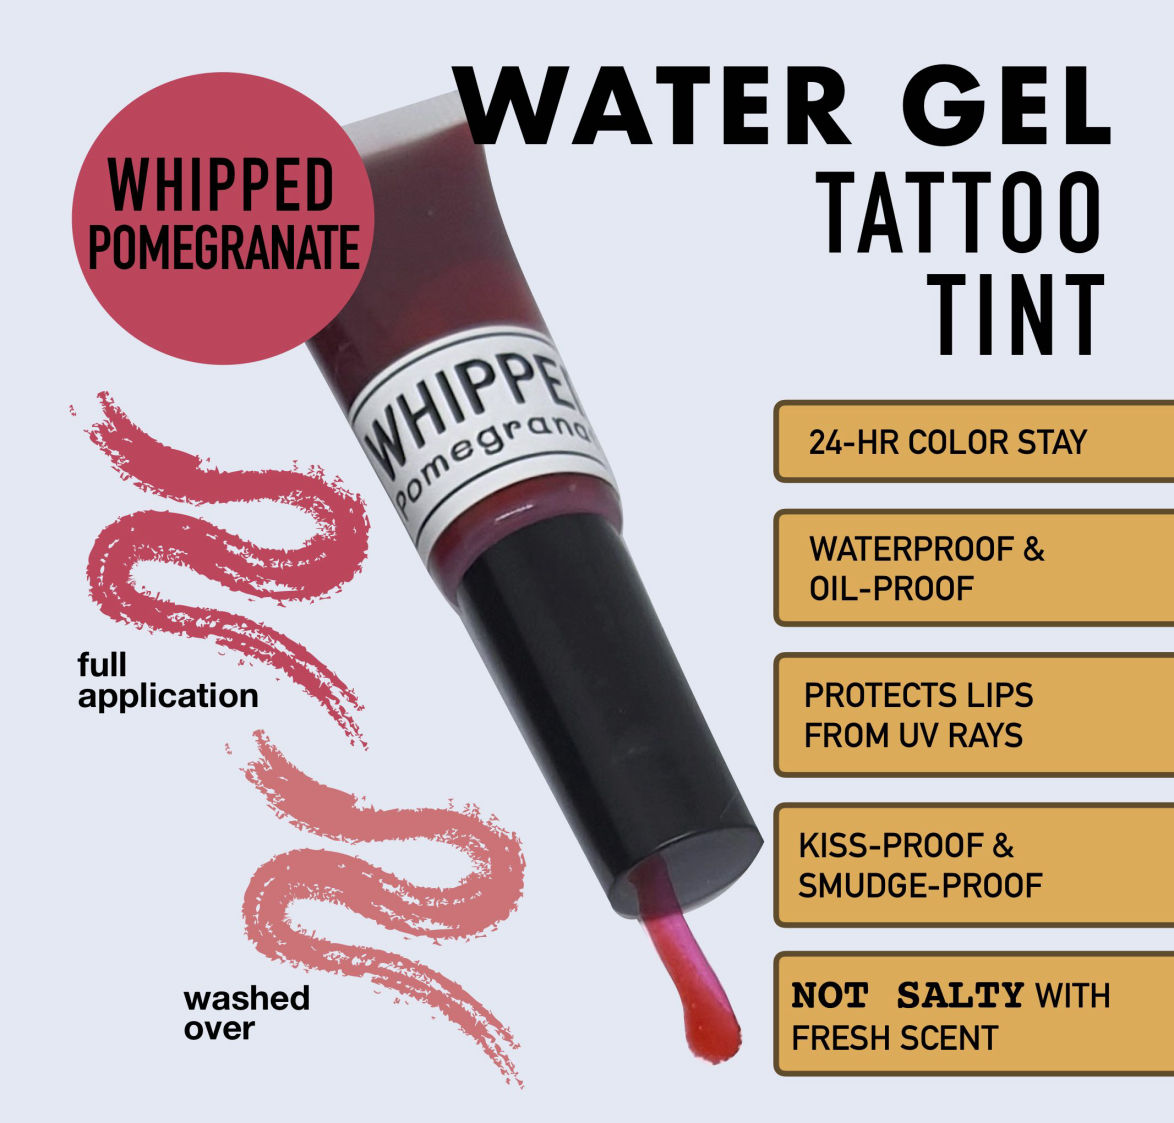 WATER GEL
TATTOO
TINT
WHIPPED
POMEGRANATE
WHIPPE
pomegrana
24-HR COLOR STAY
WATERPROOF &
OIL-PROOF
PROTECTS LIPS
FROM UV RAYS
KISS-PROOF &
SMUDGE-PROOF
NOT SALTY WITH
FRESH SCENT
full
application
washed
over